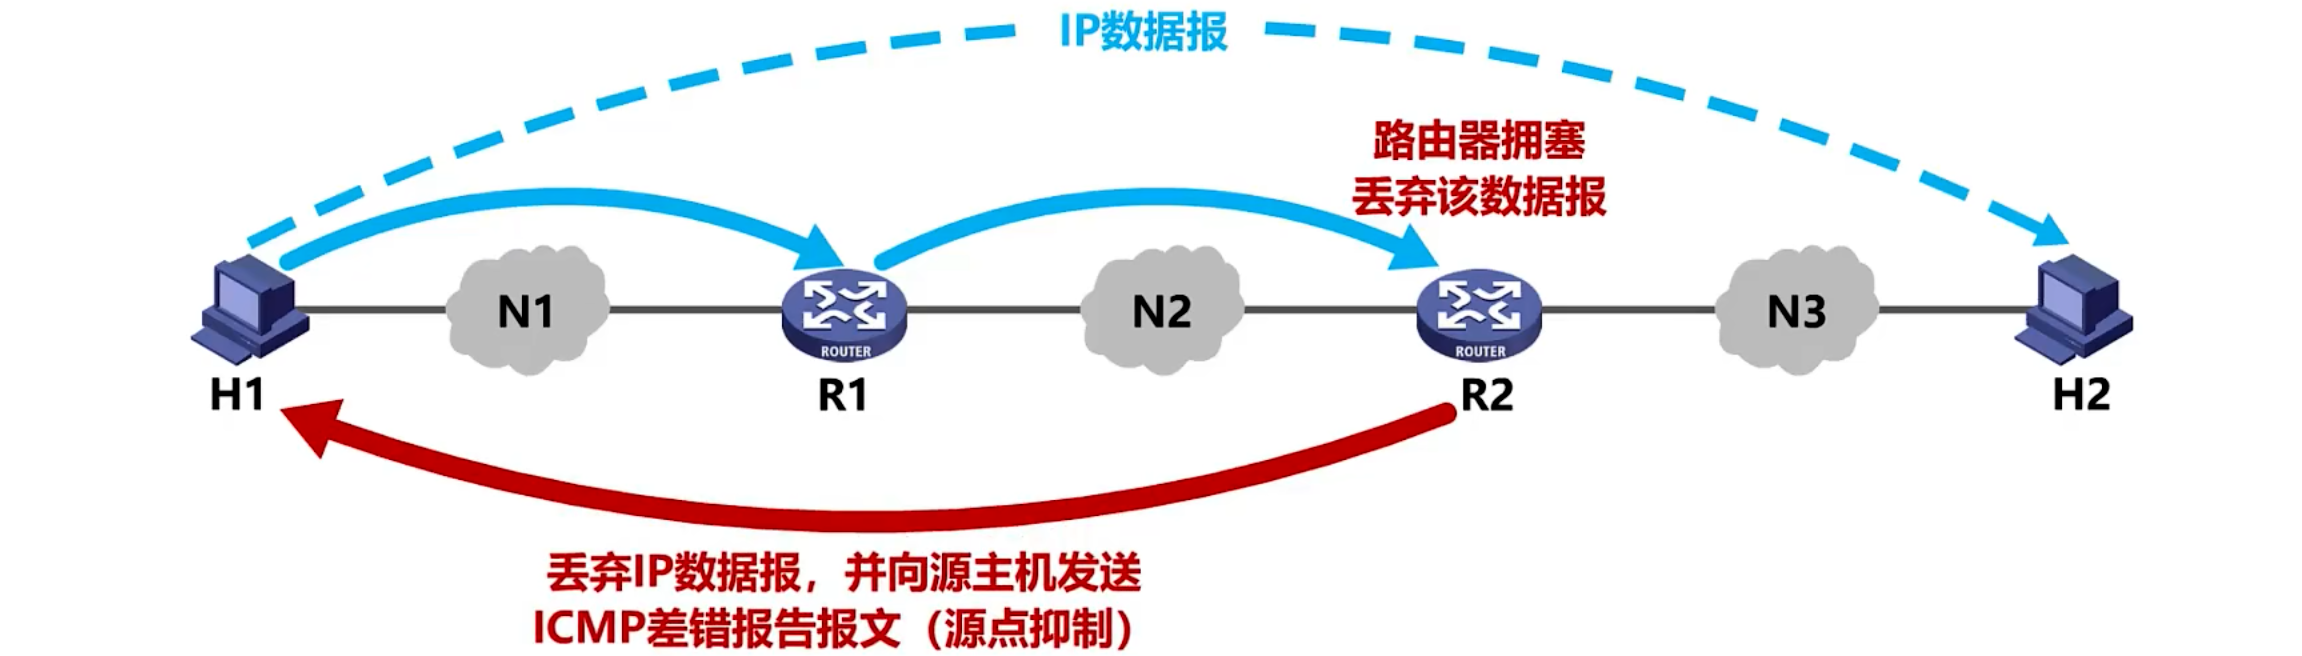 IP数据报
路由器拥塞
丢弃该数据报
N1
N2
N3
ROUTER
ROUTER
H1
R1
R2
H2
丢弃IP数据报，并向源主机发送
ICMP差错报告报文（源点抑制）